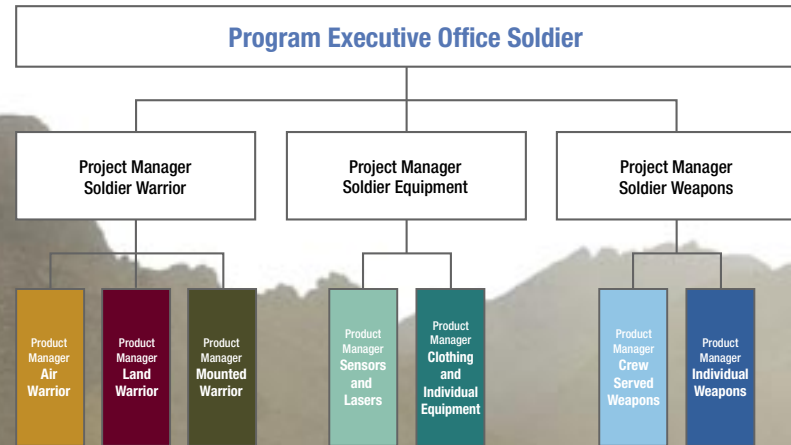 Program Executive Office Soldier
Project Manager
Soldier Warrior
Project Manager
Soldier Equipment
Project Manager
Soldier Weapons
Product
Manager
Air
Warrior
Product
Manager
Land
Warrior
Product
Manager
Mounted
Warrior
Product
Manager
Sensors
and
Lasers
Product
Manager
Clothing
and
Individual
Equipment
Product
Manager
Crew
Served
Weapons
Product
Manager
Individual
Weapons